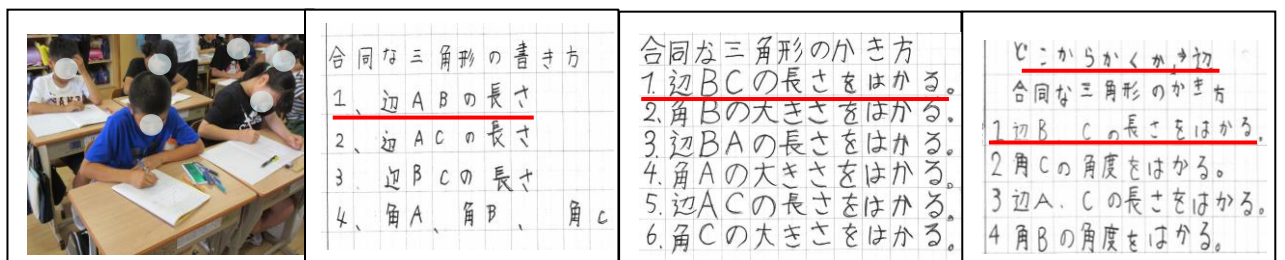 合同な三角形の書き方
1、辺ABの長さ
2、辺ACの長さ
3、辺BCの長さ
4、角A、角B、角C
合同な三角形のかき方
1.辺BCの長さをはかる。
2.角Bの大きさをはかる。
3.辺BAの長さをはかる。
4.角Aの大きさをはかる。
5.辺ACの長さをはかる。
6.角Cの大きさをはかる。
どこからかくか→辺
合同な三角形のかき方
1辺B Cの長さをはかる。
2角Cの角度をはかる。
3辺A.Cの長さをはかる。
4角Bの角度をはかる。